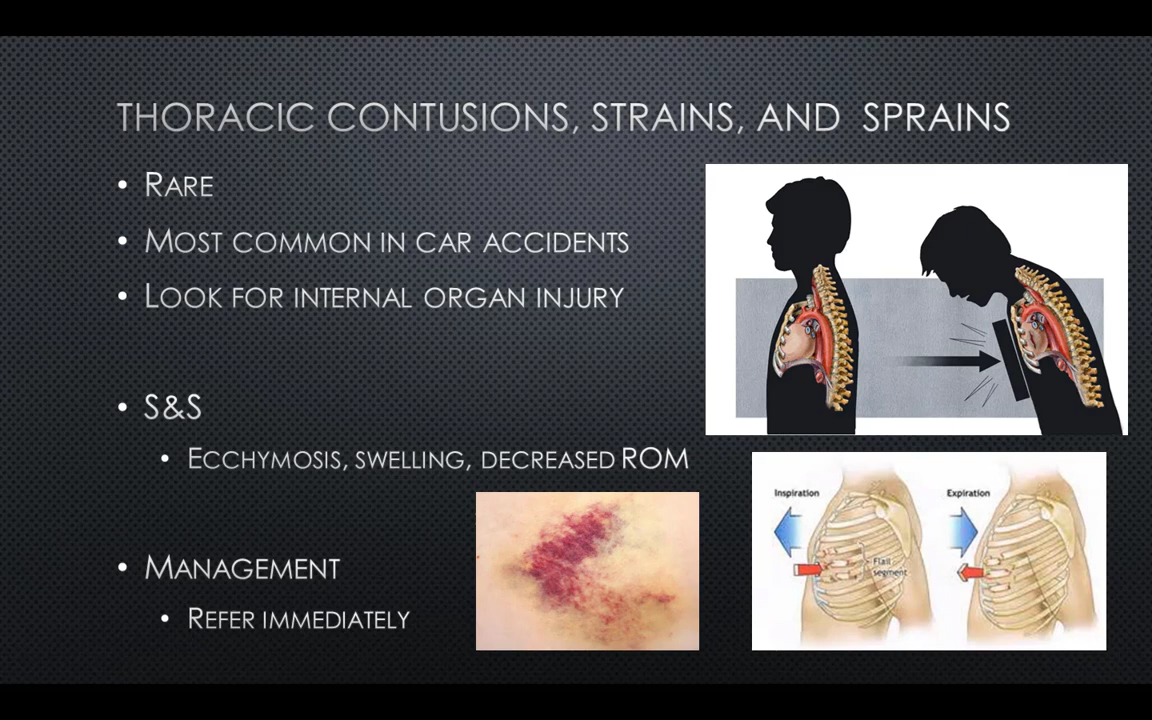 THORACIC CONTUSIONS, STRAINS, AND SPRAINS
• RARE
• MOST COMMON IN CAR ACCIDENTS
• LOOK FOR INTERNAL ORGAN INJURY
• S&S
• ECCHYMOSIS, SWELLING, DECREASED ROM
• MANAGEMENT
• REFER IMMEDIATELY
Inspiration
Expiration
Flail
segment